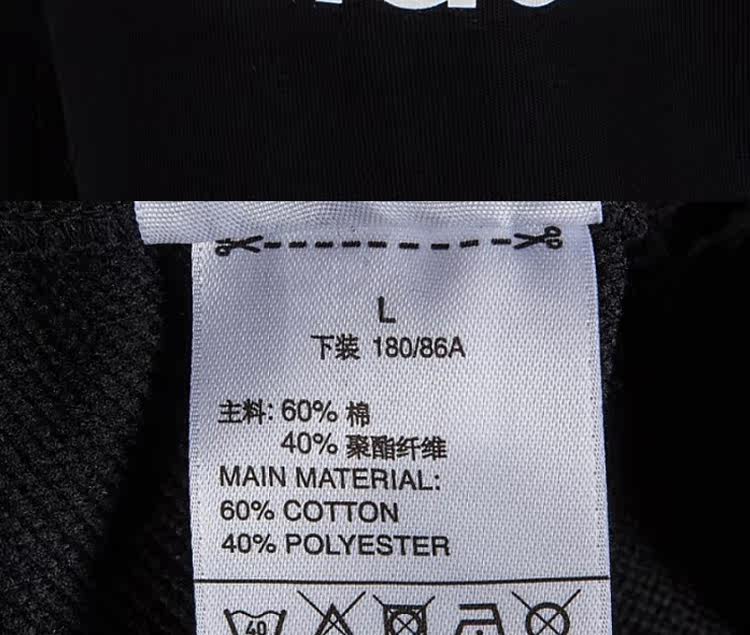 L
下装 180/86A
主料: 60% 棉
40% 聚酯纤维
MAIN MATERIAL:
60% COTTON
40% POLYESTER
40